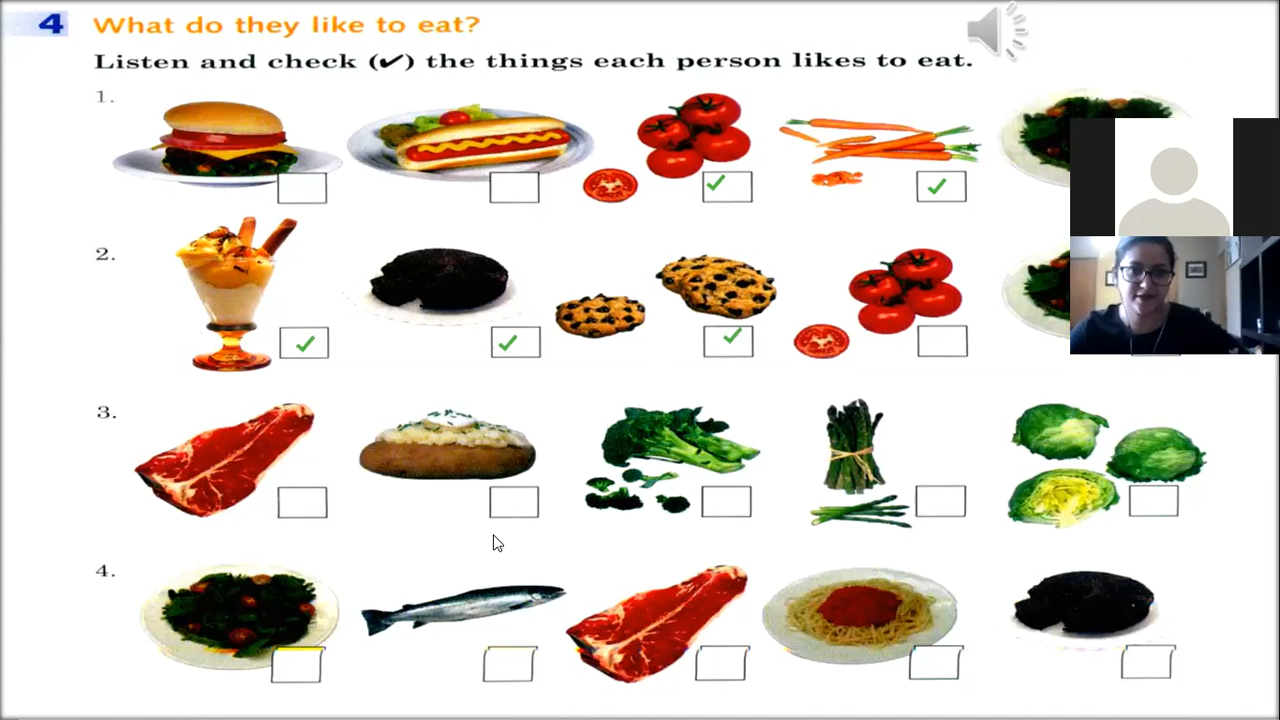 4 What do they like to eat?
Listen and check (✔) the things each person likes to eat.
1.
2.
3.
4.